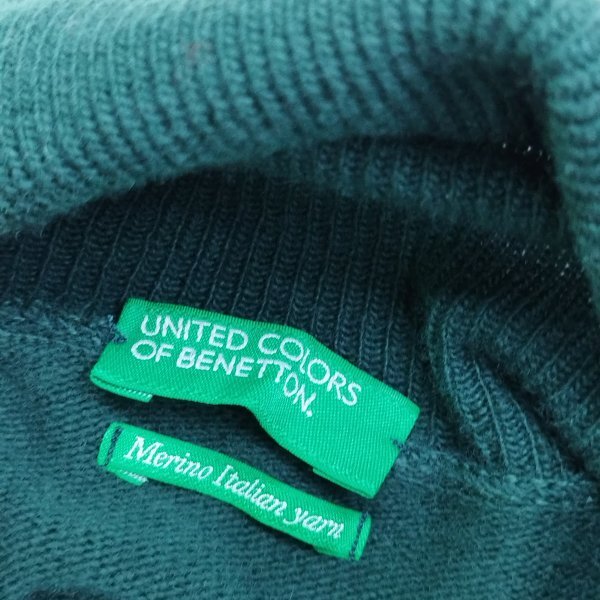 UNITED COLORS
OF BENETTON.
Merino Italian yarn